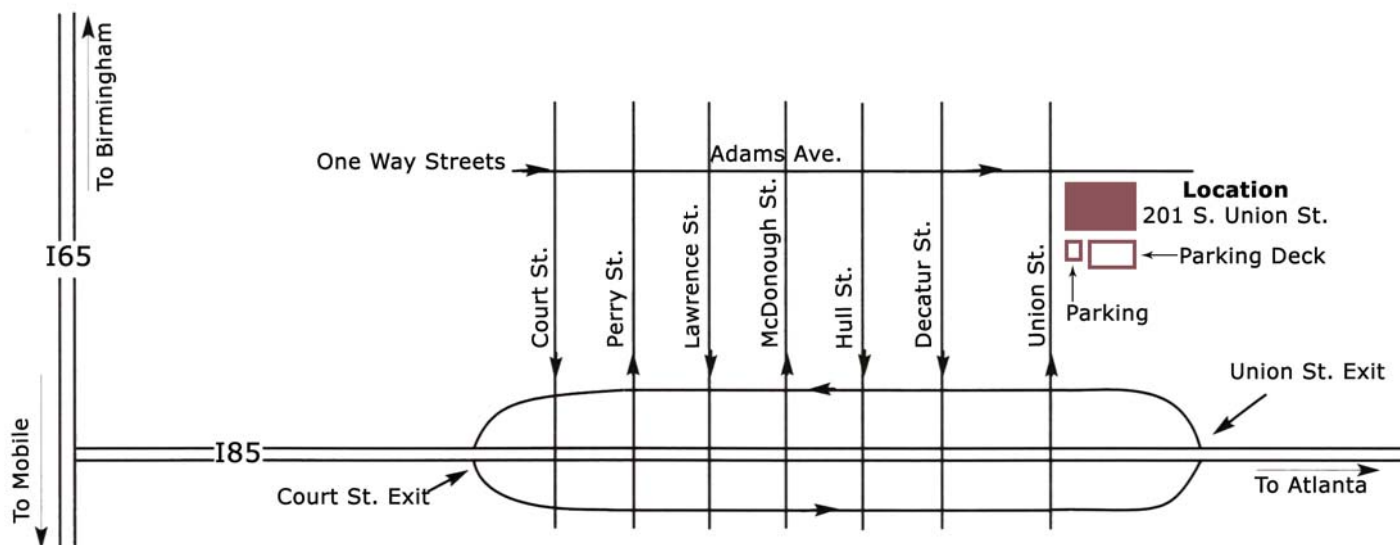 To Birmingham
One Way Streets
Adams Ave.
Location
201 S. Union St.
I65
Court St.
Perry St.
Lawrence St.
McDonough St.
Hull St.
Decatur St.
Union St.
Parking Deck
Parking
Union St. Exit
To Mobile
I85
Court St. Exit
To Atlanta